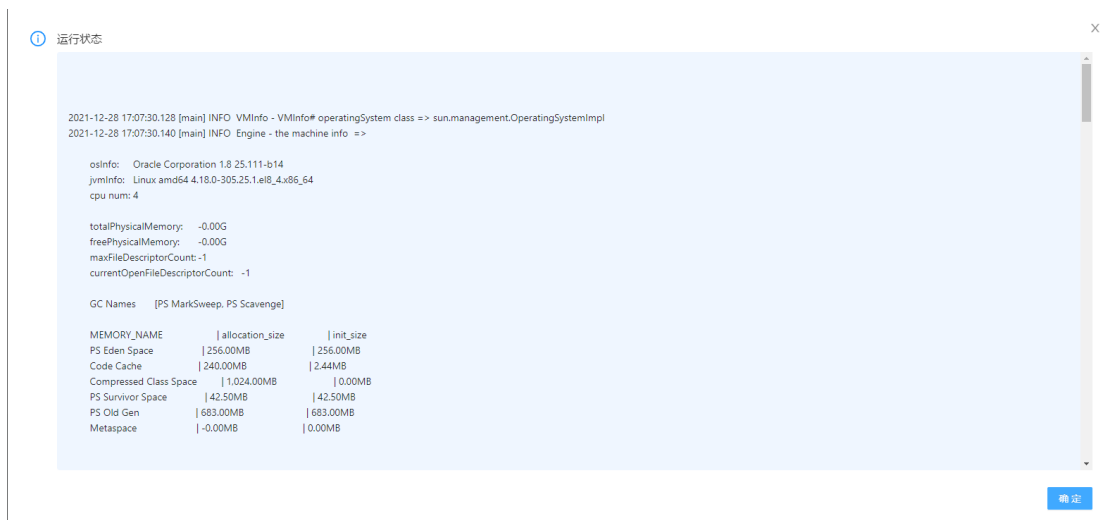 运行状态
2021-12-28 17:07:30.128 [main] INFO VMInfo - VMInfo# operatingSystem class => sun.management.OperatingSystemImpl
2021-12-28 17:07:30.140 [main] INFO Engine - the machine info =>
osInfo: Oracle Corporation 1.8 25.111-b14
jvmInfo: Linux amd64 4.18.0-305.25.1.el8_4.x86_64
cpu num: 4
totalPhysicalMemory: -0.00G
freePhysicalMemory: -0.00G
maxFileDescriptorCount: -1
currentOpenFileDescriptorCount: -1
GC Names [PS MarkSweep, PS Scavenge]
MEMORY_NAME | allocation_size | init_size
PS Eden Space | 256.00MB | 256.00MB
Code Cache | 240.00MB | 2.44MB
Compressed Class Space | 1,024.00MB | 0.00MB
PS Survivor Space | 42.50MB | 42.50MB
PS Old Gen | 683.00MB | 683.00MB
Metaspace | -0.00MB | 0.00MB
确定